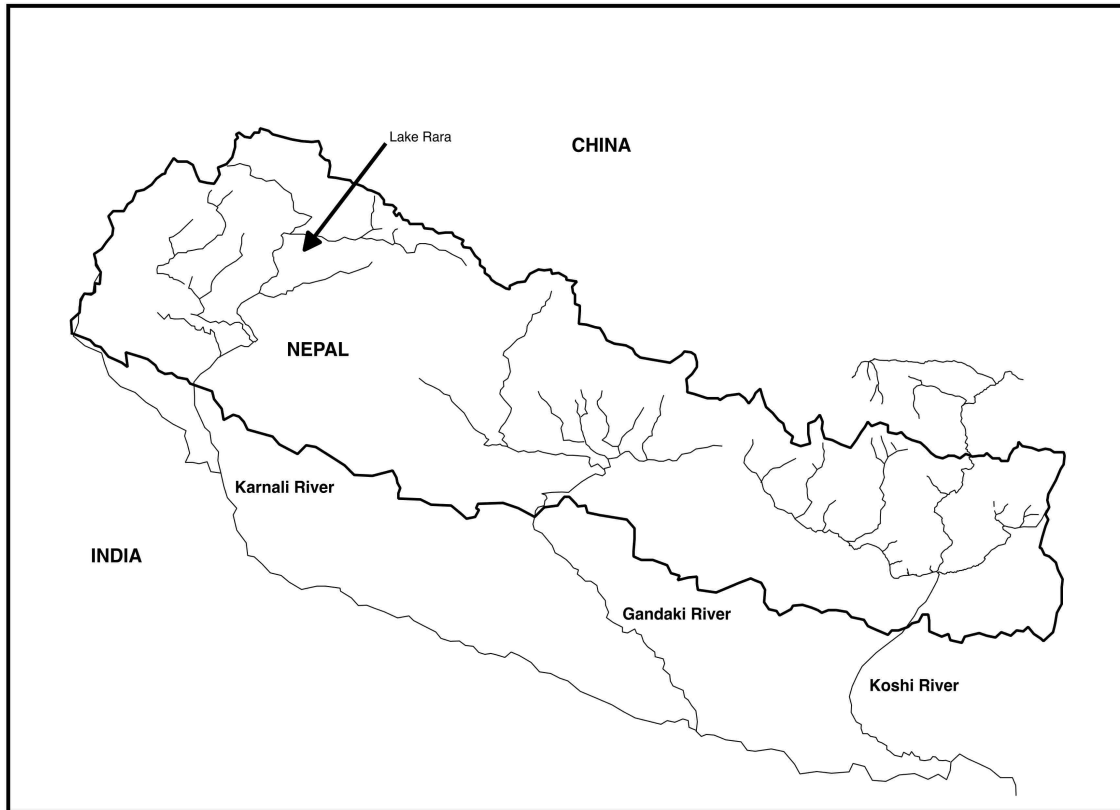 Lake Rara
CHINA
NEPAL
Karnali River
INDIA
Gandaki River
Koshi River